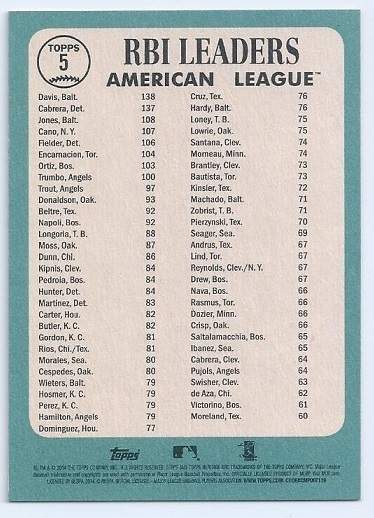 TOPPS
5
RBI LEADERS
AMERICAN LEAGUE™
Davis, Balt. 138
Cabrera, Det. 137
Jones, Balt. 108
Cano, N.Y. 107
Fielder, Det. 106
Encarnacion, Tor. 104
Ortiz, Bos. 103
Trumbo, Angels 100
Trout, Angels 97
Donaldson, Oak. 93
Beltre, Tex. 92
Napoli, Bos. 92
Longoria, T. B. 88
Moss, Oak. 87
Dunn, Chi. 86
Kipnis, Clev. 84
Pedroia, Bos. 84
Hunter, Det. 84
Martinez, Det. 83
Carter, Hou. 82
Butler, K. C. 82
Gordon, K. C. 81
Rios, Chi./Tex. 81
Morales, Sea. 80
Cespedes, Oak. 80
Wieters, Balt. 79
Hosmer, K. C. 79
Perez, K. C. 79
Hamilton, Angels 79
Dominguez, Hou. 77
Cruz, Tex. 76
Hardy, Balt. 76
Loney, T. B. 75
Lowrie, Oak. 75
Santana, Clev. 74
Morneau, Minn. 74
Brantley, Clev. 73
Bautista, Tor. 73
Kinsler, Tex. 72
Machado, Balt. 71
Zobrist, T. B. 71
Pierzynski, Tex. 70
Seager, Sea. 69
Andrus, Tex. 67
Lind, Tor. 67
Reynolds, Clev./N. Y. 67
Drew, Bos. 67
Nava, Bos. 66
Rasmus, Tor. 66
Dozier, Minn. 66
Crisp, Oak. 66
Saltalamacchia, Bos. 65
Ibanez, Sea. 65
Cabrera, Clev. 64
Pujols, Angels 64
Swisher, Clev. 63
de Aza, Chi. 62
Victorino, Bos. 61
Moreland, Tex. 60
topps